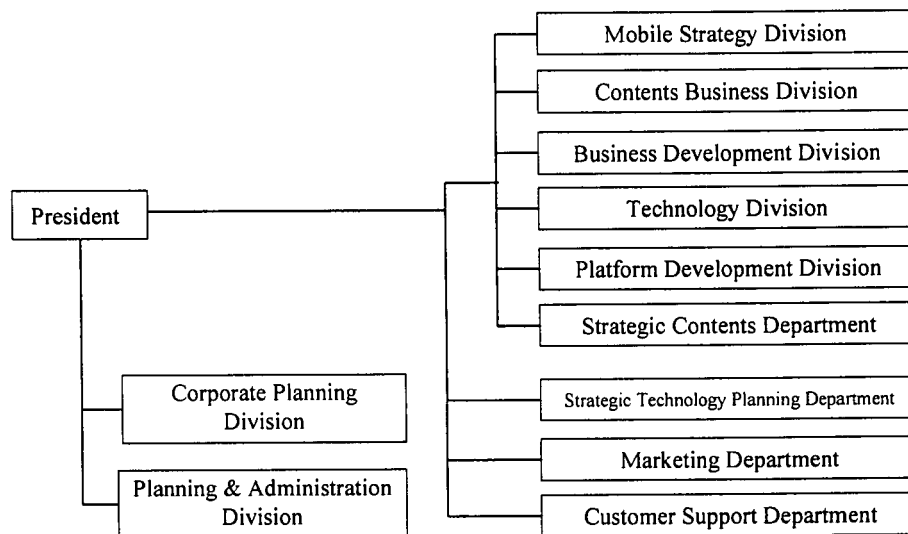 Mobile Strategy Division
Contents Business Division
Business Development Division
President
Technology Division
Platform Development Division
Strategic Contents Department
Corporate Planning
Division
Strategic Technology Planning Department
Marketing Department
Planning & Administration
Division
Customer Support Department